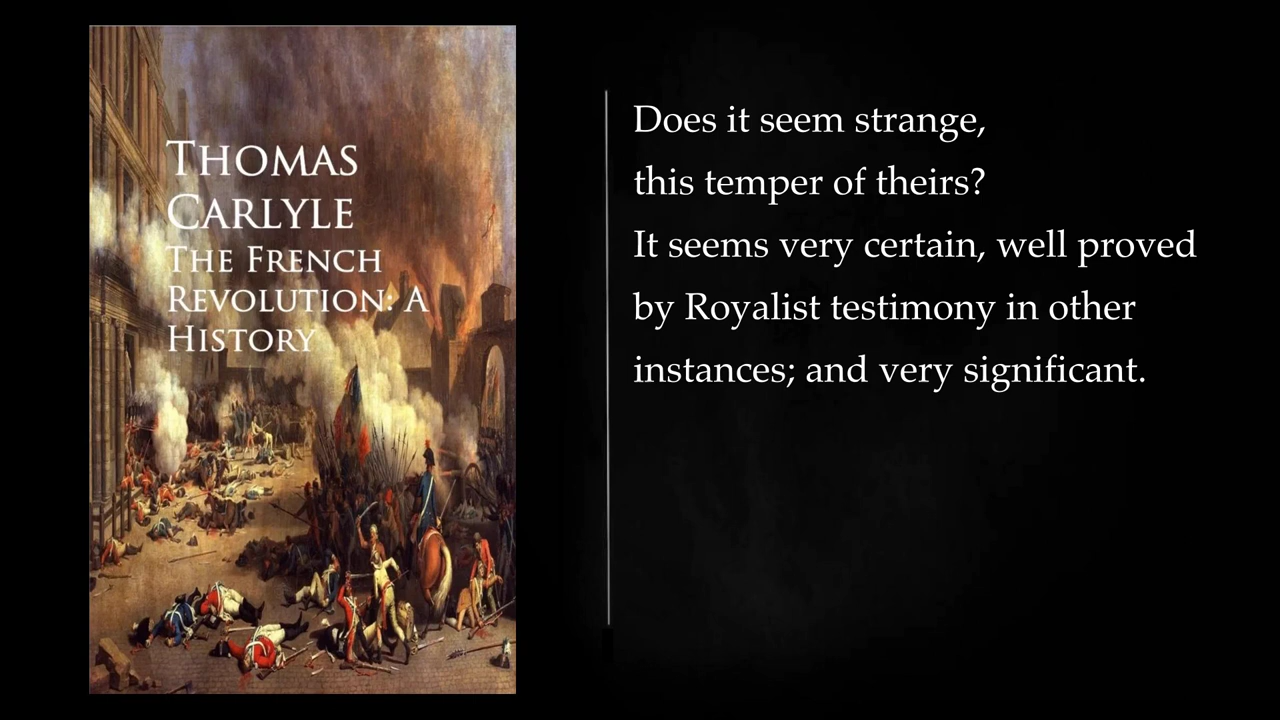 THOMAS
CARLYLE
THE FRENCH
REVOLUTION: A
HISTORY
Does it seem strange,
this temper of theirs?
It seems very certain, well proved
by Royalist testimony in other
instances; and very significant.